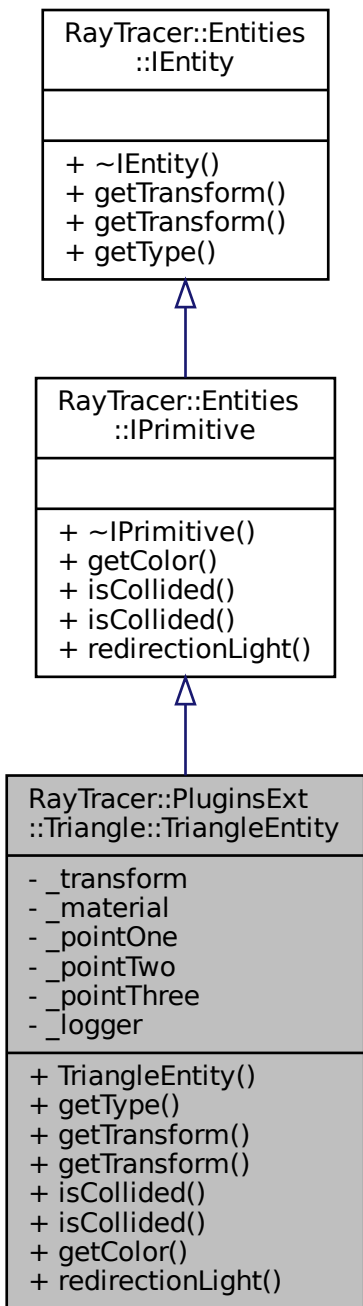 RayTracer::Entities
::IEntity
+ ~IEntity()
+ getTransform()
+ getTransform()
+ getType()
RayTracer::Entities
::IPrimitive
+ ~IPrimitive()
+ getColor()
+ isCollided()
+ isCollided()
+ redirectionLight()
RayTracer::PluginsExt
::Triangle::TriangleEntity
- _transform
- _material
- _pointOne
- _pointTwo
- _pointThree
- _logger
+ TriangleEntity()
+ getType()
+ getTransform()
+ getTransform()
+ isCollided()
+ isCollided()
+ getColor()
+ redirectionLight()